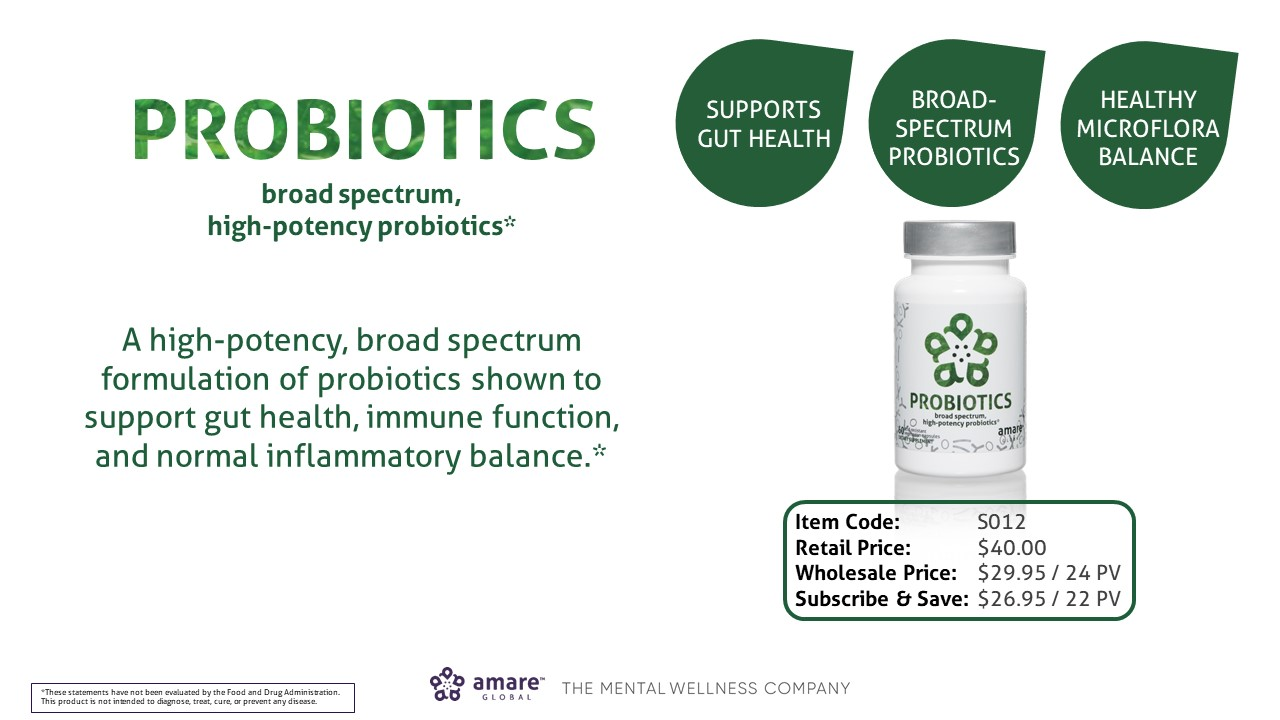 PROBIOTICS
broad spectrum,
high-potency probiotics*
A high-potency, broad spectrum
formulation of probiotics shown to
support gut health, immune function,
and normal inflammatory balance.*
SUPPORTS
GUT HEALTH
BROAD-
SPECTRUM
PROBIOTICS
HEALTHY
MICROFLORA
BALANCE
PROBIOTICS
broad spectrum,
high-potency probiotics*
amare
Item Code: S012
Retail Price: $40.00
Wholesale Price: $29.95 / 24 PV
Subscribe & Save: $26.95 / 22 PV
*These statements have not been evaluated by the Food and Drug Administration.
This product is not intended to diagnose, treat, cure, or prevent any disease.
amare™
GLOBAL
THE MENTAL WELLNESS COMPANY